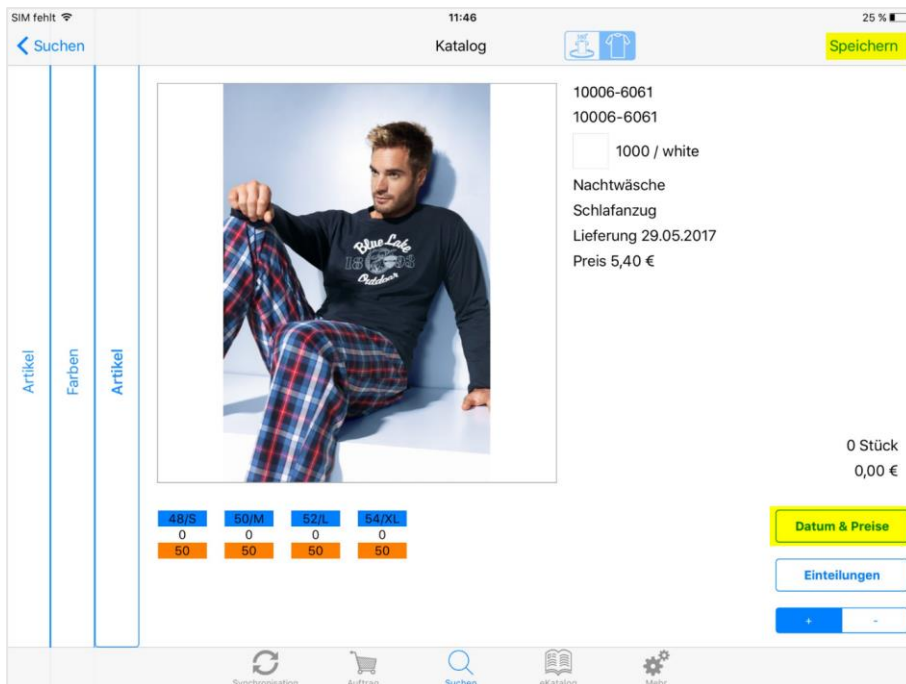 SIM fehlt 11:46 25 %
Suchen Katalog Speichern
Artikel
Farben
Artikel
Blue Lake
18 93
Outdoor
10006-6061
10006-6061
1000 / white
Nachtwäsche
Schlafanzug
Lieferung 29.05.2017
Preis 5,40 €
0 Stück
0,00 €
48/S 50/M 52/L 54/XL
0 0 0 0
50 50 50 50
Datum & Preise
Einteilungen
+ -
Synchronisation Auftrag Suchen eKatalog Mehr